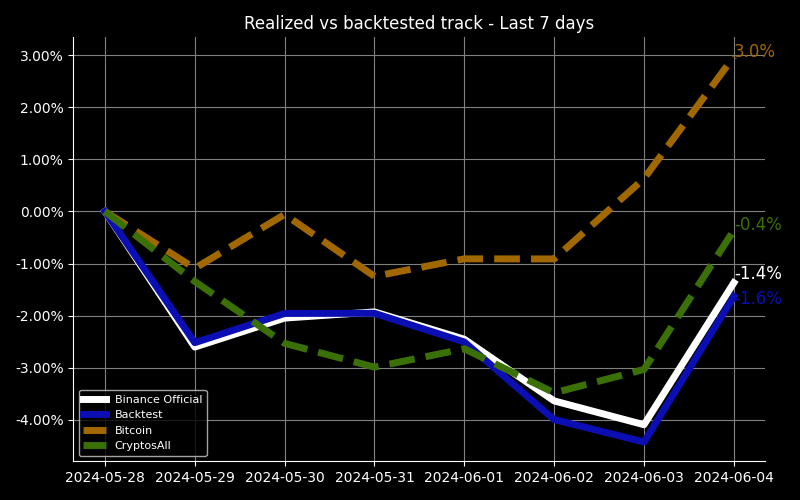 Realized vs backtested track - Last 7 days
3.00%
2.00%
1.00%
0.00%
-1.00%
-2.00%
-3.00%
-4.00%
3.0%
-0.4%
-1.4%
-1.6%
Binance Official
Backtest
Bitcoin
CryptosAll
2024-05-28 2024-05-29 2024-05-30 2024-05-31 2024-06-01 2024-06-02 2024-06-03 2024-06-04